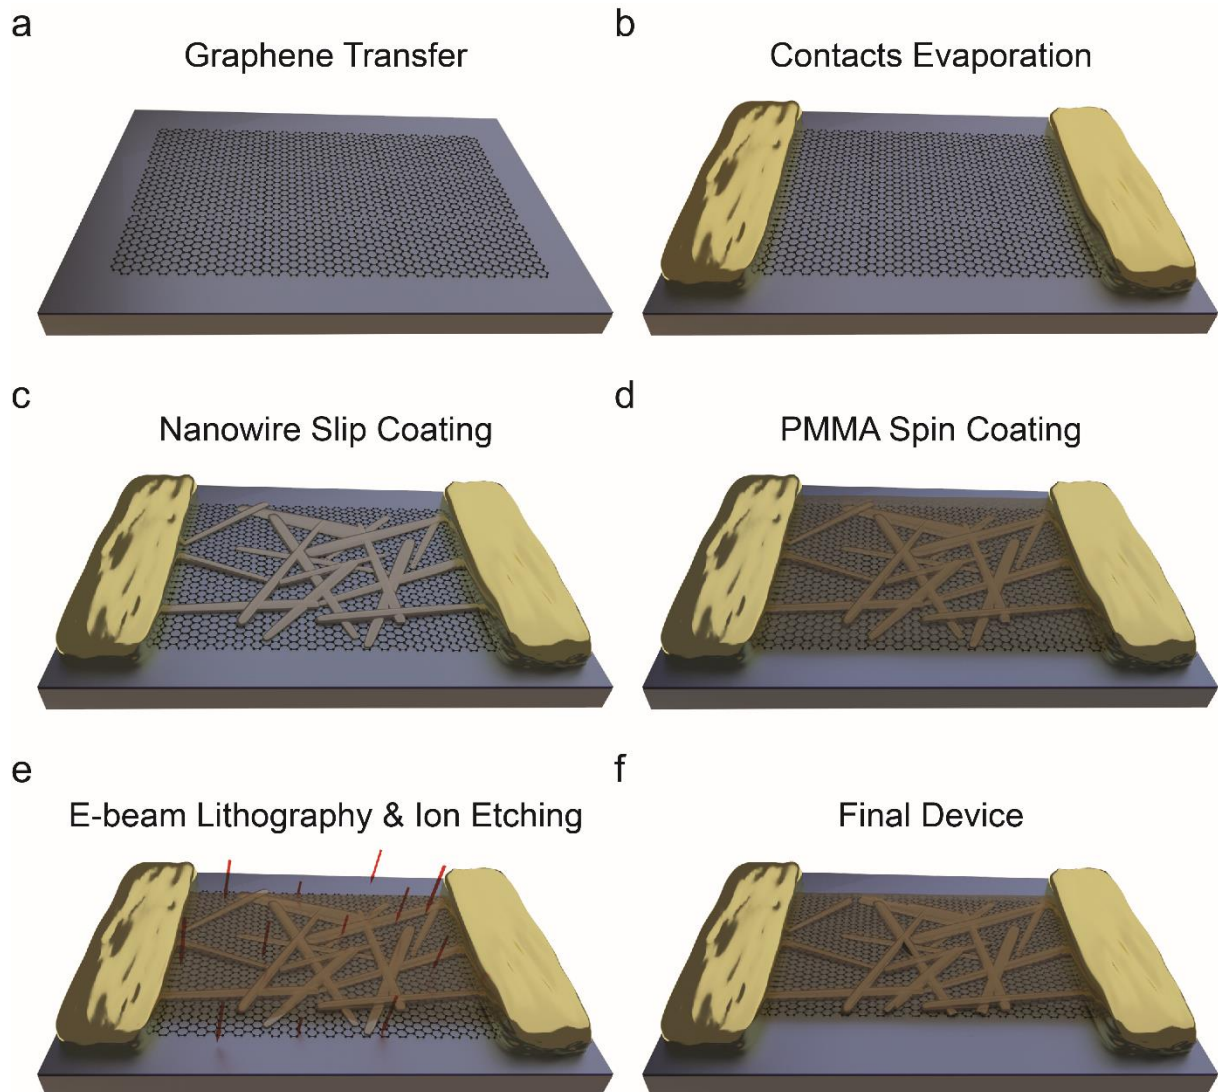 a
Graphene Transfer
b
Contacts Evaporation
c
Nanowire Slip Coating
d
PMMA Spin Coating
e
E-beam Lithography & Ion Etching
f
Final Device